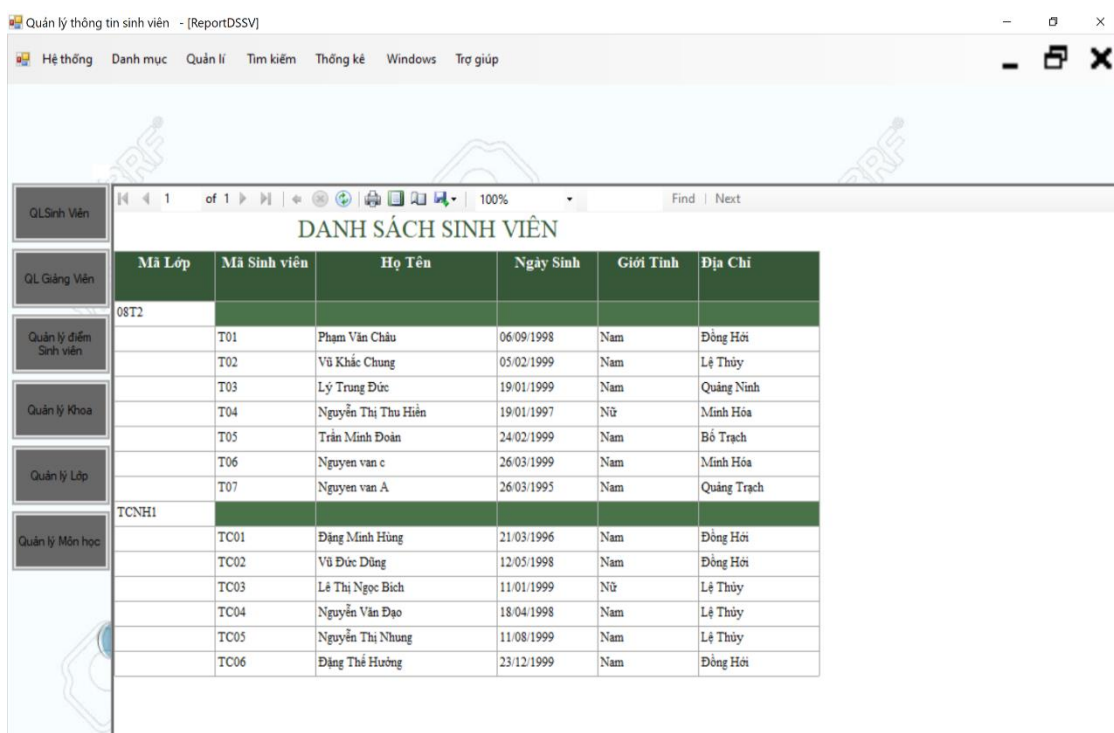 Quản lý thông tin sinh viên - [ReportDSSV]
Hệ thống Danh mục Quản lí Tìm kiếm Thống kê Windows Trợ giúp
1 of 1 100% Find | Next
QLSinh Viên
QL Giảng Viên
Quản lý điểm
Sinh viên
Quản lý Khoa
Quản lý Lớp
Quản lý Môn học
DANH SÁCH SINH VIÊN
Mã Lớp Mã Sinh viên Họ Tên Ngày Sinh Giới Tính Địa Chỉ
08T2
T01 Phạm Văn Châu 06/09/1998 Nam Đồng Hới
T02 Vũ Khắc Chung 05/02/1999 Nam Lệ Thủy
T03 Lý Trung Đức 19/01/1999 Nam Quảng Ninh
T04 Nguyễn Thị Thu Hiền 19/01/1997 Nữ Minh Hóa
T05 Trần Minh Đoàn 24/02/1999 Nam Bố Trạch
T06 Nguyen van c 26/03/1999 Nam Minh Hóa
T07 Nguyen van A 26/03/1995 Nam Quảng Trạch
TCNH1
TC01 Đặng Minh Hùng 21/03/1996 Nam Đồng Hới
TC02 Vũ Đức Dũng 12/05/1998 Nam Đồng Hới
TC03 Lê Thị Ngọc Bích 11/01/1999 Nữ Lệ Thủy
TC04 Nguyễn Văn Đạo 18/04/1998 Nam Lệ Thủy
TC05 Nguyễn Thị Nhung 11/08/1999 Nam Lệ Thủy
TC06 Đặng Thế Hưởng 23/12/1999 Nam Đồng Hới